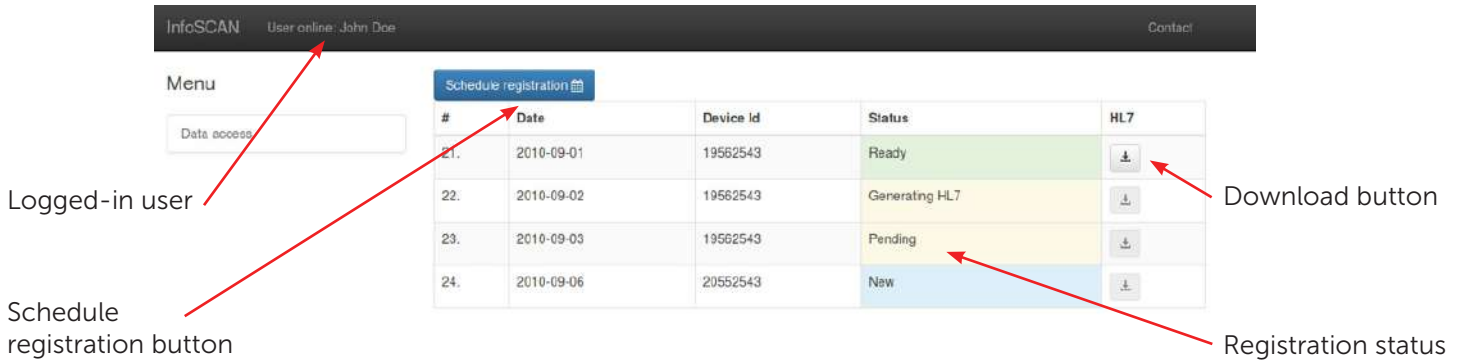 InfoSCAN User online: John Doe Contact
Menu
Schedule registration
# Date Device Id Status HL7
Data access
21. 2010-09-01 19562543 Ready
Logged-in user
22. 2010-09-02 19562543 Generating HL7
Download button
23. 2010-09-03 19562543 Pending
24. 2010-09-06 20552543 New
Schedule
registration button
Registration status